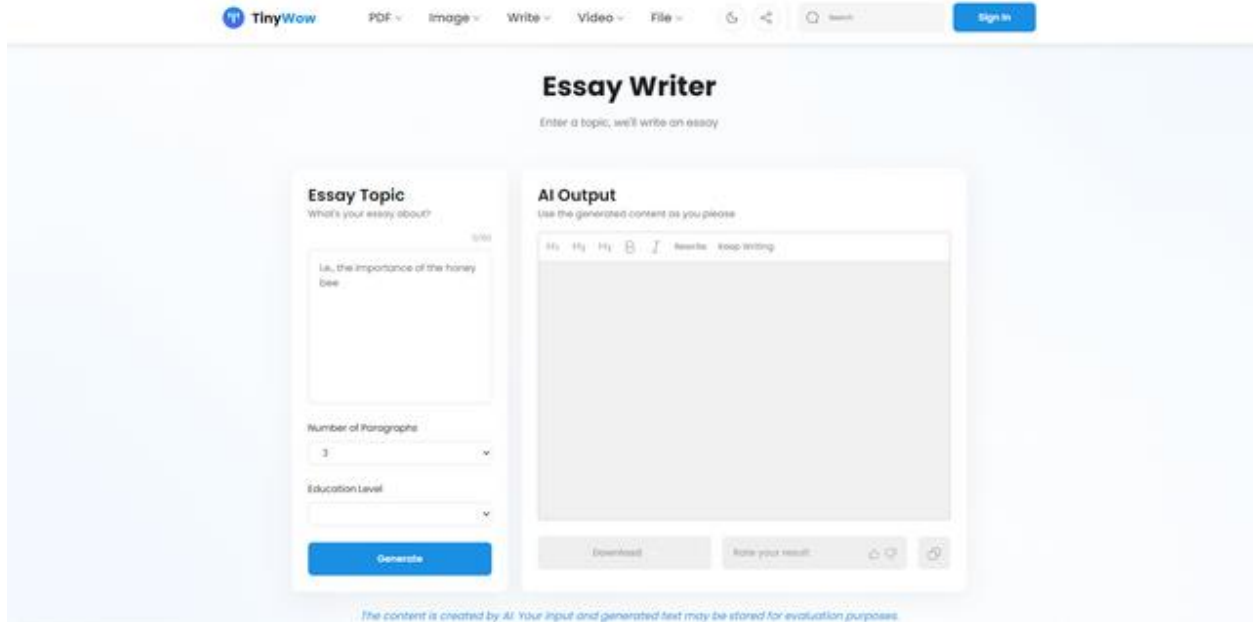 TinyWow PDF Image Write Video File Search Sign In
Essay Writer
Enter a topic, we'll write an essay
Essay Topic
What's your essay about?
i.e., the importance of the honey
bee
Number of Paragraphs
3
Education Level
Generate
AI Output
Use the generated content as you please
H1 H2 H3 B I Rewrite Keep Writing
Download Rate your result
The content is created by AI. Your input and generated text may be stored for evaluation purposes.